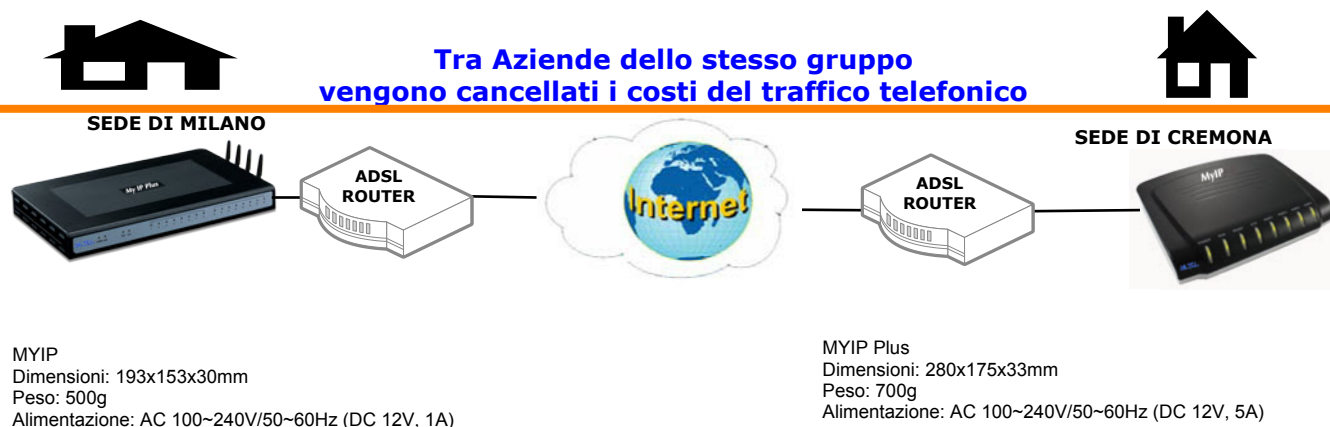 Tra Aziende dello stesso gruppo
vengono cancellati i costi del traffico telefonico
SEDE DI MILANO
SEDE DI CREMONA
My IP Plus
ADSL
ROUTER
Internet
ADSL
ROUTER
MyIP
MYIP
Dimensioni: 193x153x30mm
Peso: 500g
Alimentazione: AC 100~240V/50~60Hz (DC 12V, 1A)
MYIP Plus
Dimensioni: 280x175x33mm
Peso: 700g
Alimentazione: AC 100~240V/50~60Hz (DC 12V, 5A)